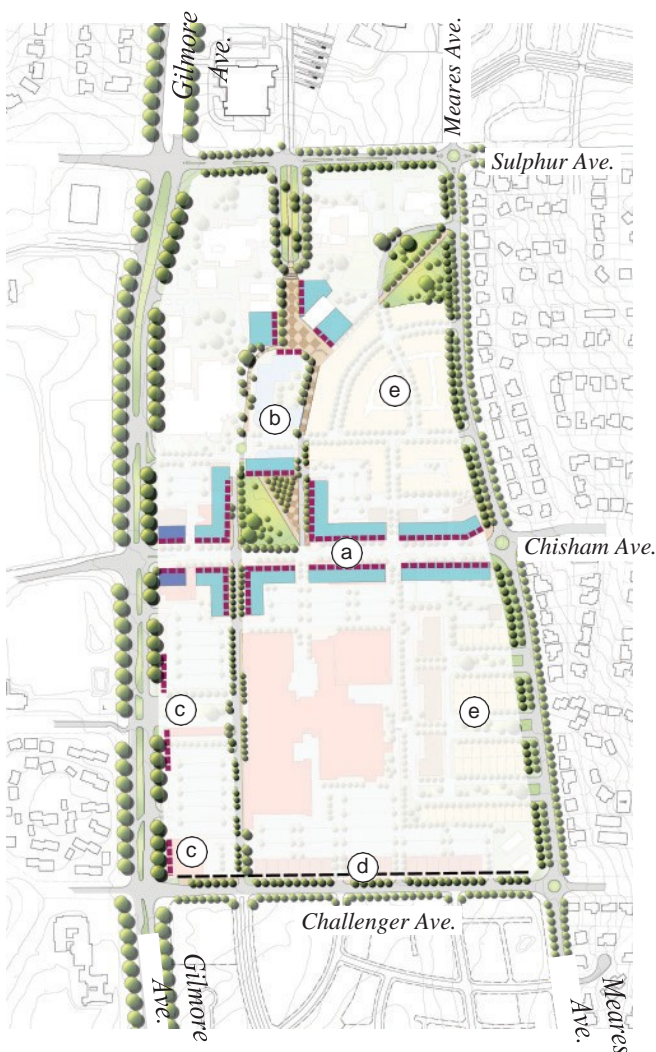 Gilmore
Ave.
Meares Ave.
Sulphur Ave.
e
b
a
Chisham Ave.
c
e
c
d
Challenger Ave.
Gilmore
Ave.
Meares
Ave.